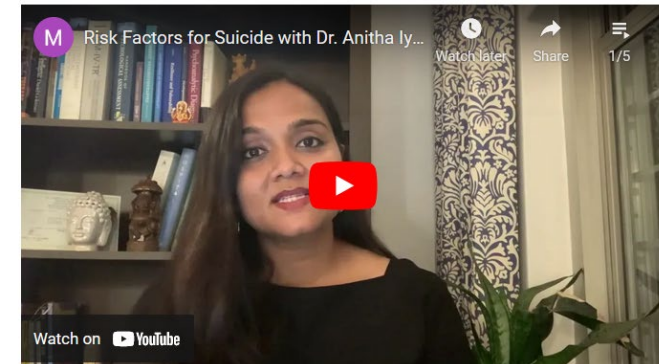 M
Risk Factors for Suicide with Dr. Anitha Iy...
Watch later
Share
1/5
Watch on YouTube